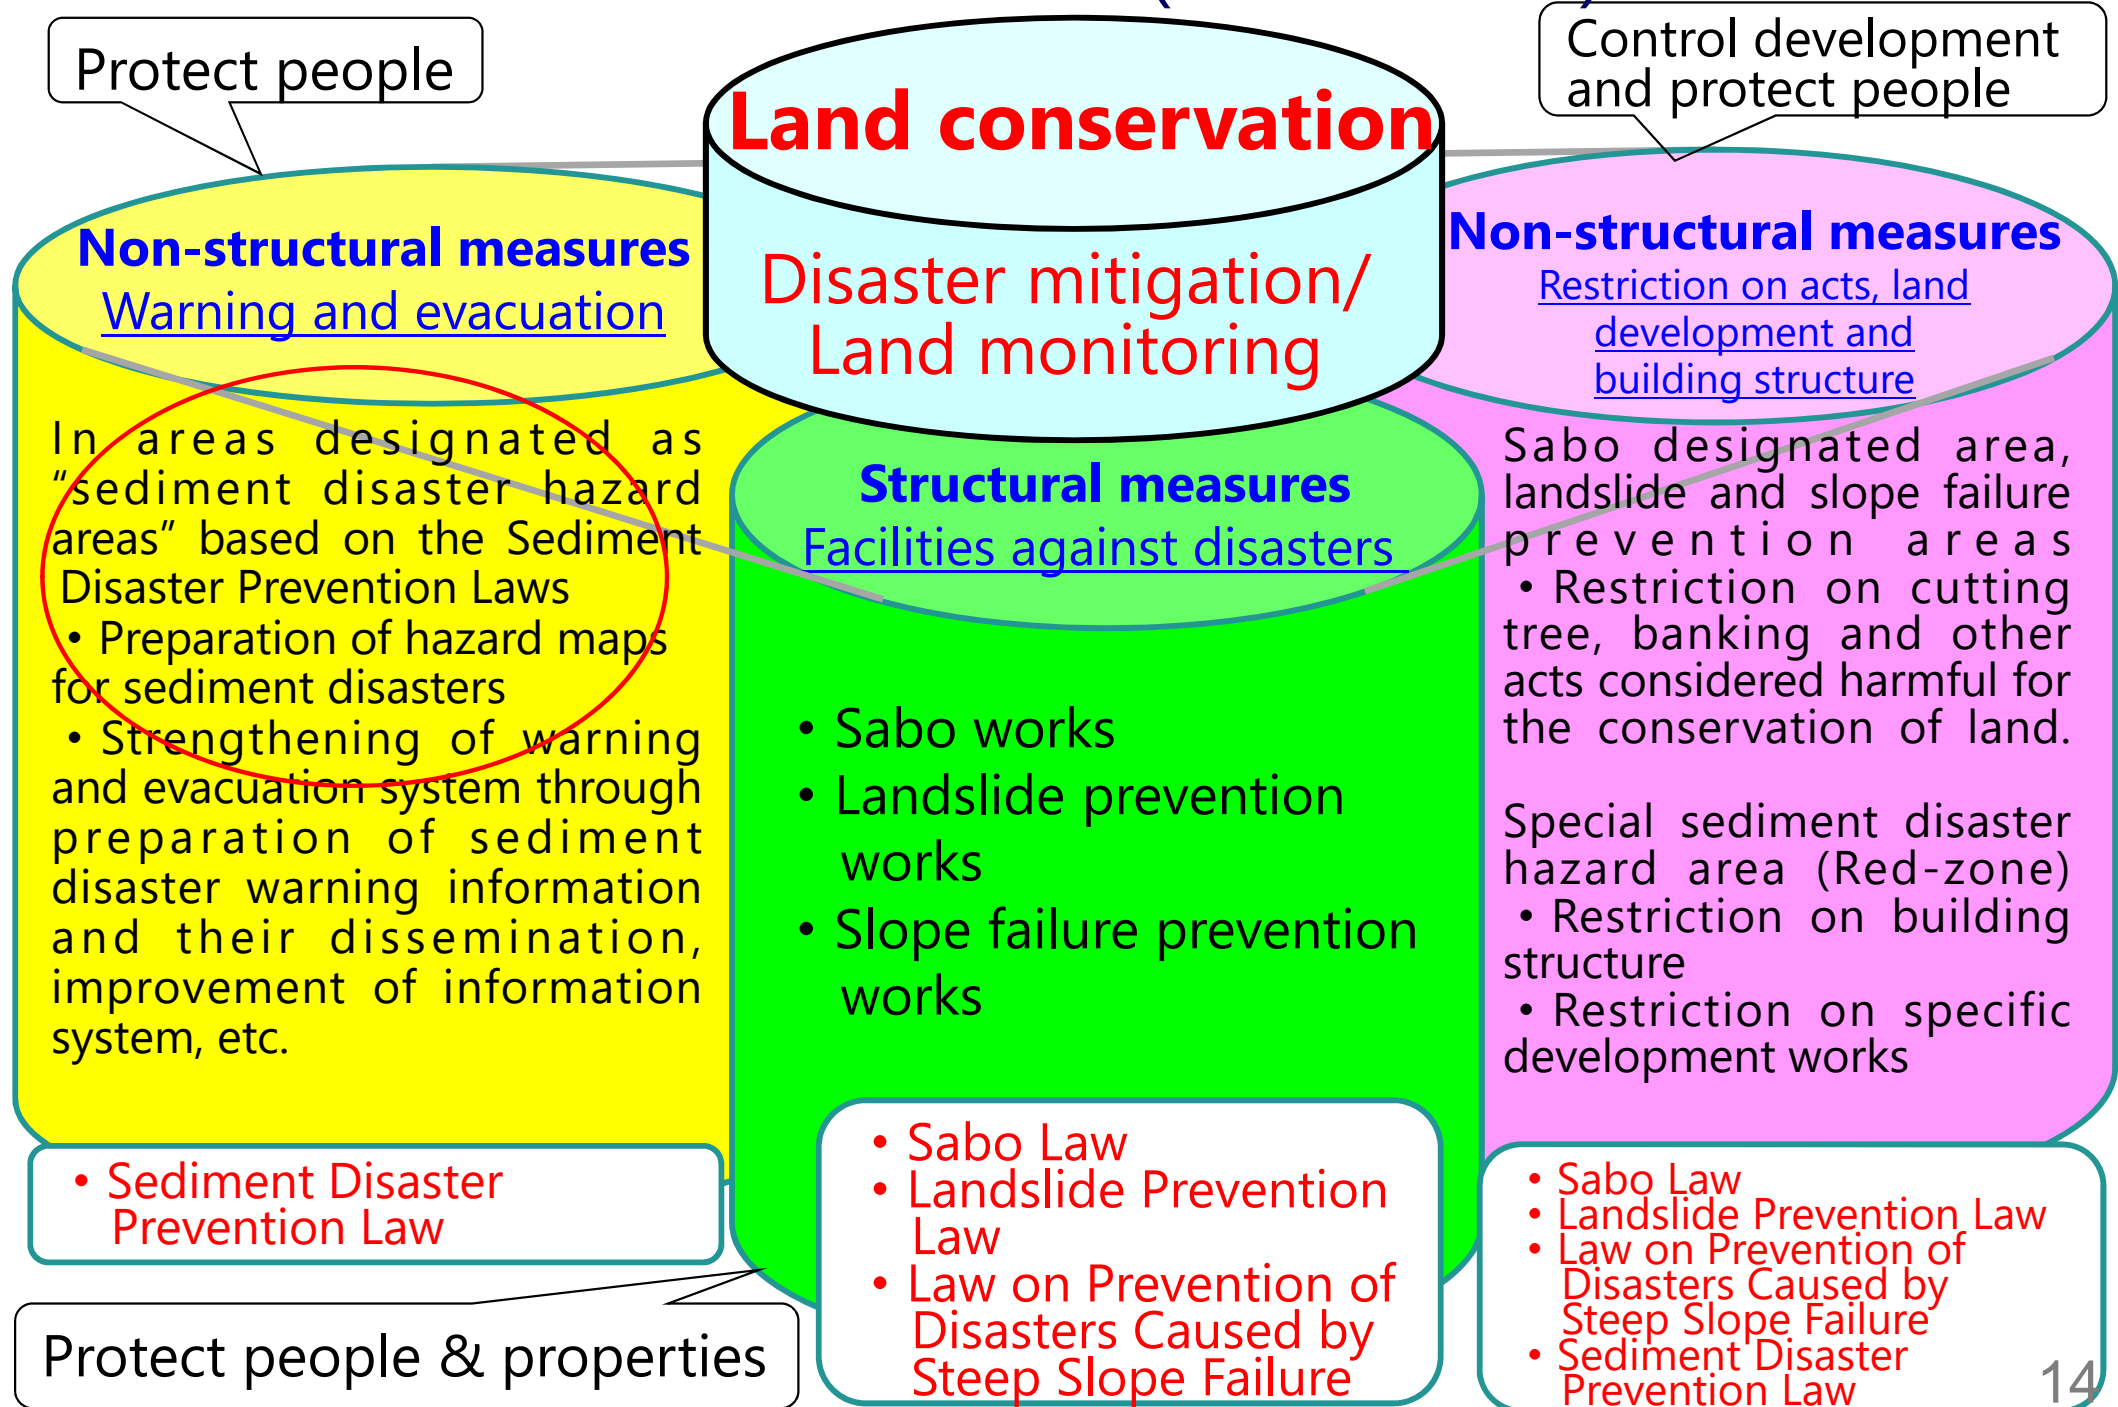 Protect people
Control development
and protect people
Land conservation
Disaster mitigation/
Land monitoring
Non-structural measures
Warning and evacuation
In areas designated as
“sediment disaster hazard
areas” based on the Sediment
Disaster Prevention Laws
• Preparation of hazard maps
for sediment disasters
• Strengthening of warning
and evacuation system through
preparation of sediment
disaster warning information
and their dissemination,
improvement of information
system, etc.
• Sediment Disaster
Prevention Law
Structural measures
Facilities against disasters
• Sabo works
• Landslide prevention
works
• Slope failure prevention
works
• Sabo Law
• Landslide Prevention
Law
• Law on Prevention of
Disasters Caused by
Steep Slope Failure
Protect people & properties
Non-structural measures
Restriction on acts, land
development and
building structure
Sabo designated area,
landslide and slope failure
prevention areas
• Restriction on cutting
tree, banking and other
acts considered harmful for
the conservation of land.
Special sediment disaster
hazard area (Red-zone)
• Restriction on building
structure
• Restriction on specific
development works
• Sabo Law
• Landslide Prevention Law
• Law on Prevention of
Disasters Caused by
Steep Slope Failure
• Sediment Disaster
Prevention Law
14